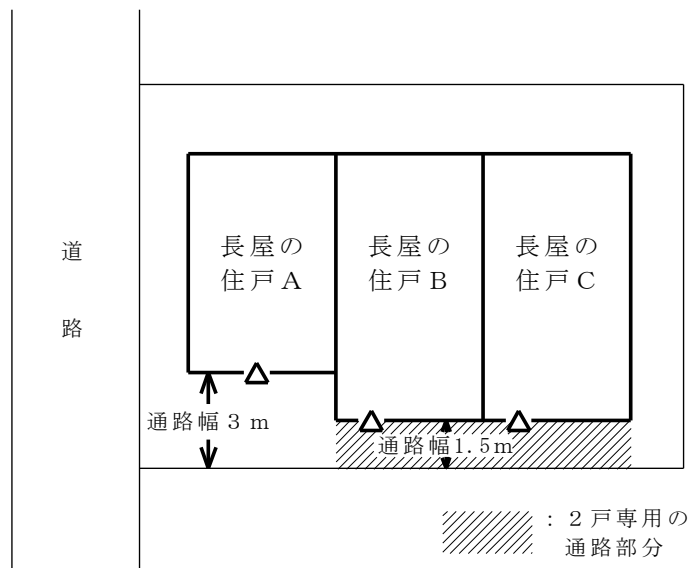 道
路
長屋の
住戸A
長屋の
住戸B
長屋の
住戸C
通路幅3m
通路幅1.5m
：２戸専用の
通路部分